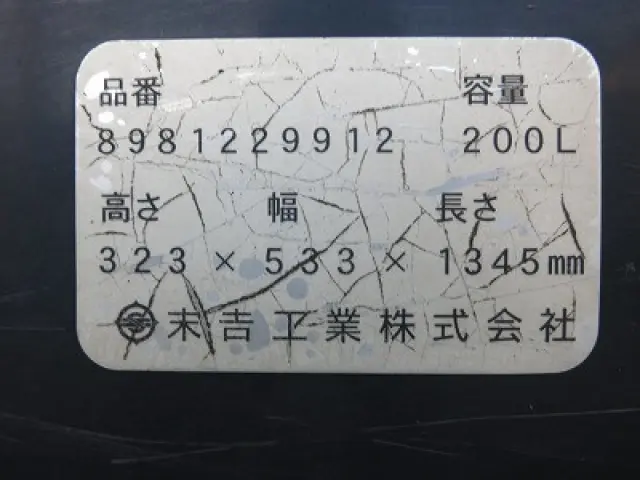 品番 容量
8981229912 200L
高さ 幅 長さ
323 × 533 × 1345mm
末吉工業株式会社